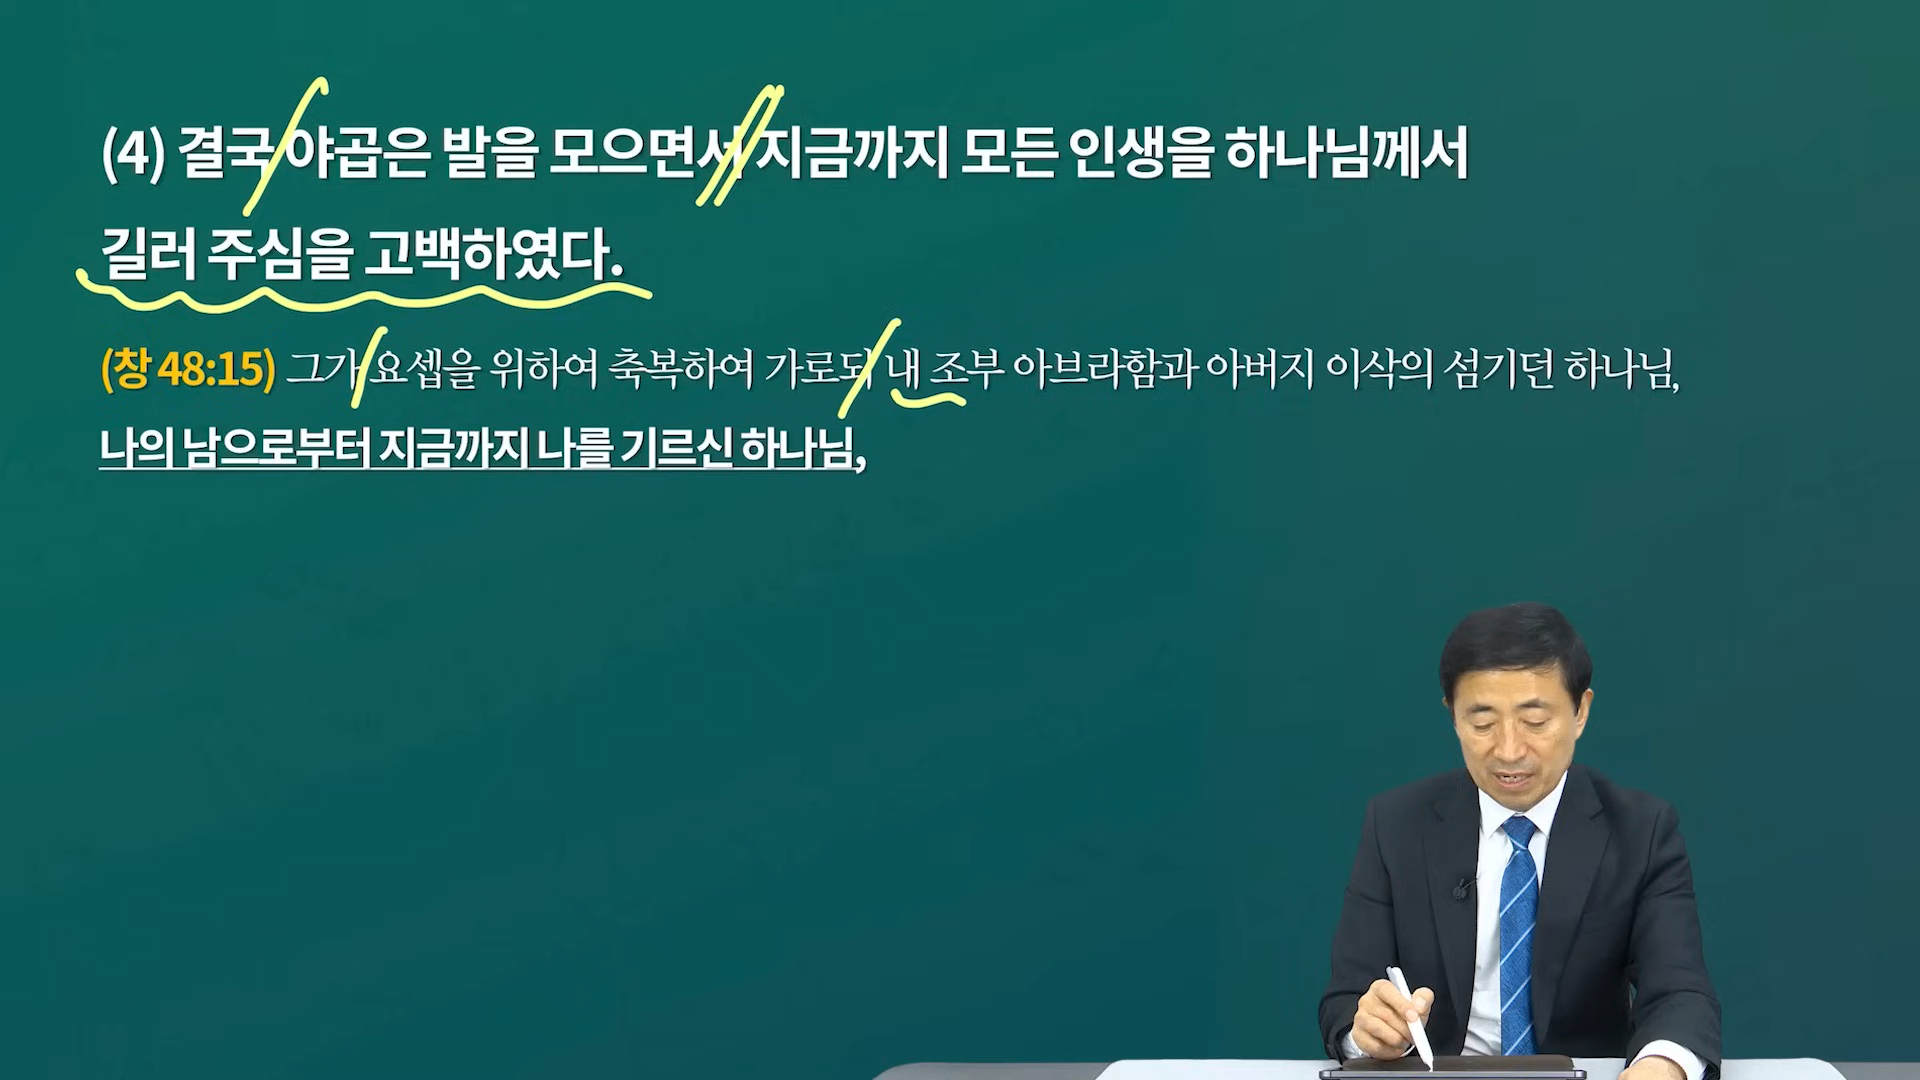 (4) 결국 야곱은 발을 모으면서 지금까지 모든 인생을 하나님께서
길러 주심을 고백하였다.
(창 48:15) 그가 요셉을 위하여 축복하여 가로되 내 조부 아브라함과 아버지 이삭의 섬기던 하나님,
나의 남으로부터 지금까지 나를 기르신 하나님,